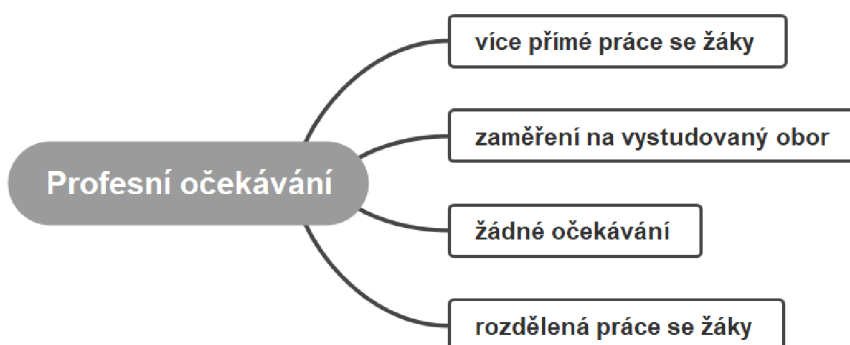 více přímé práce se žáky
zaměření na vystudovaný obor
Profesní očekávání
žádné očekávání
rozdělená práce se žáky